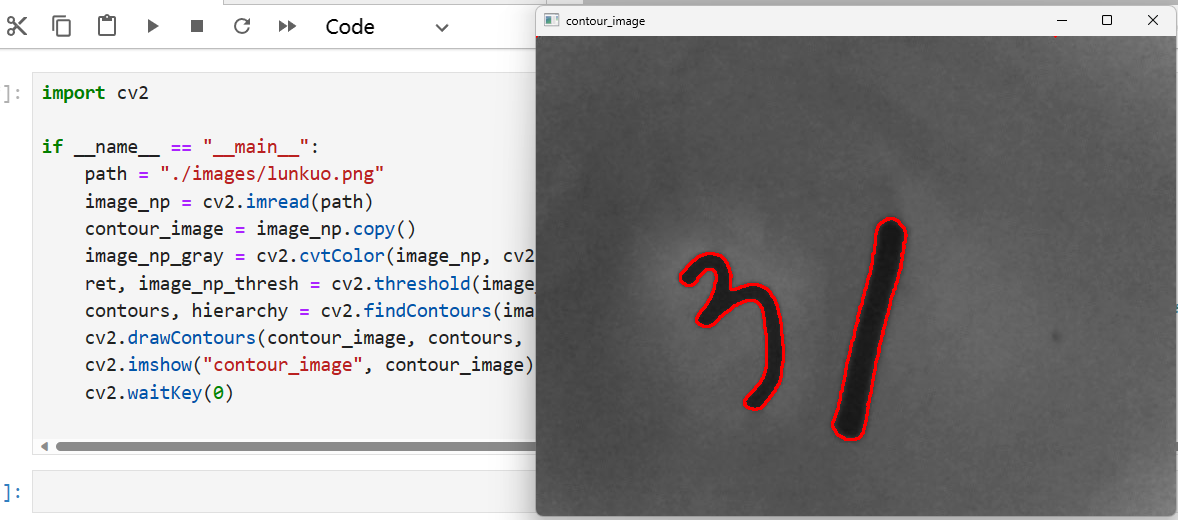 Code
contour_image
]:
import cv2
if __name__ == "__main__":
    path = "./images/lunkuo.png"
    image_np = cv2.imread(path)
    contour_image = image_np.copy()
    image_np_gray = cv2.cvtColor(image_np, cv2
    ret, image_np_thresh = cv2.threshold(image_
    contours, hierarchy = cv2.findContours(ima
    cv2.drawContours(contour_image, contours,
    cv2.imshow("contour_image", contour_image)
    cv2.waitKey(0)
]:
31